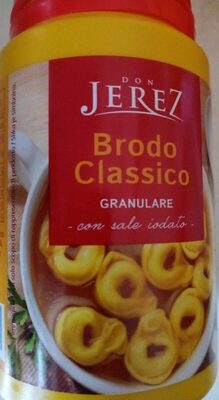 DON
JEREZ
Brodo
Classico
GRANULARE
- con sale iodato -